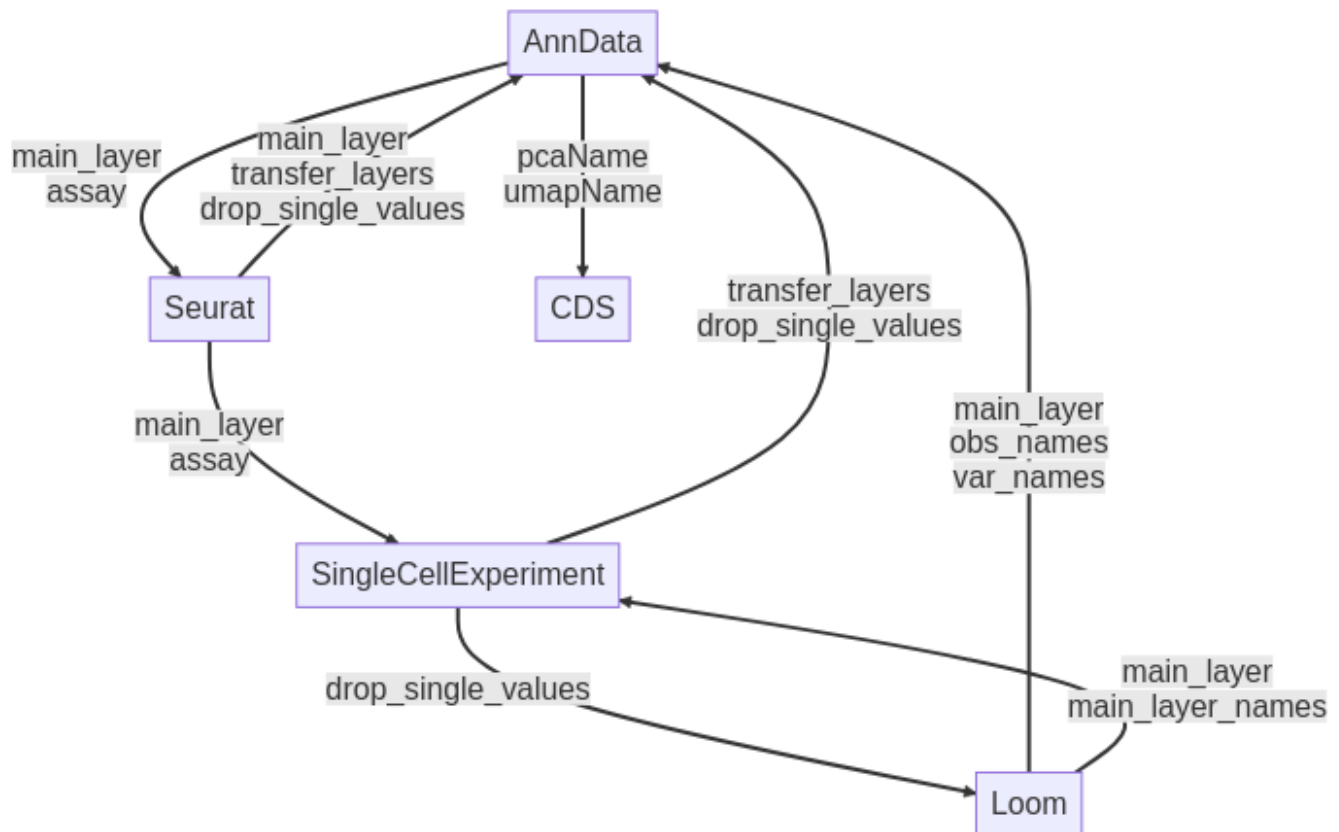 AnnData
main_layer
assay
main_layer
transfer_layers
drop_single_values
pcaName
umapName
Seurat
CDS
transfer_layers
drop_single_values
main_layer
assay
main_layer
obs_names
var_names
SingleCellExperiment
drop_single_values
main_layer
main_layer_names
Loom